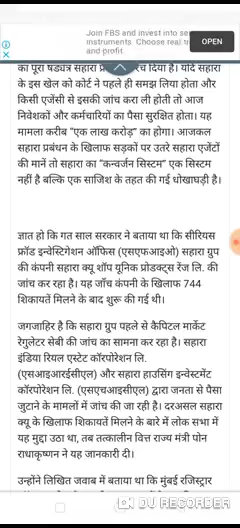 Join FBS and invest into se
instruments. Choose real tr
and profit.
OPEN
का पूरा षड्यंत्र सहारा रच दिया है। यदि सहारा
के इस खेल को कोर्ट ने पहले ही समझ लिया होता और
किसी एजेंसी से इसकी जांच करा ली होती तो आज
निवेशकों और कर्मचारियों का पैसा सुरक्षित होता। यह
मामला करीब "एक लाख करोड़" का होगा। आजकल
सहारा प्रबंधन के खिलाफ सड़कों पर उतरे सहारा एजेंटों
की मानें तो सहारा का "कन्वर्जन सिस्टम" एक सिस्टम
नहीं है बल्कि एक साजिश के तहत की गई धोखाधड़ी है।
ज्ञात हो कि गत साल सरकार ने बताया था कि सीरियस
फ्रॉड इन्वेस्टिगेशन ऑफिस (एसएफआइओ) सहारा ग्रुप
की कंपनी सहारा क्यू शॉप यूनिक प्रोडक्ट्स रेंज लि. की
जांच कर रहा है। यह जाँच कंपनी के खिलाफ 744
शिकायतें मिलने के बाद शुरू की गई थी।
जगजाहिर है कि सहारा ग्रुप पहले से कैपिटल मार्केट
रेगुलेटर सेबी की जांच का सामना कर रहा है। सहारा
इंडिया रियल एस्टेट कॉरपोरेशन लि.
(एसआइआरईसीएल) और सहारा हाउसिंग इन्वेस्टमेंट
कॉरपोरेशन लि. (एसएचआइसीएल) द्वारा जनता से पैसा
जुटाने के मामलों में जांच की जा रही है। दरअसल सहारा
क्यू के खिलाफ शिकायतें मिलने के बारे में लोक सभा में
यह मुद्दा उठा था, तब तत्कालीन वित्त राज्य मंत्री पोन
राधाकृष्णन ने यह जानकारी दी।
उन्होंने लिखित जवाब में बताया था कि मुंबई रजिस्ट्रार
DU RECORDER